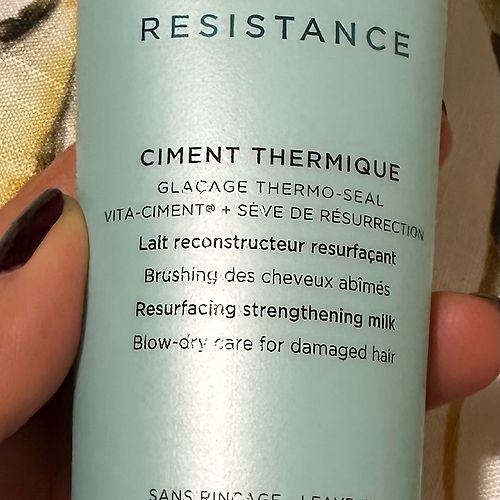 RESISTANCE
CIMENT THERMIQUE
GLAÇAGE THERMO-SEAL
VITA-CIMENT® + SÈVE DE RÉSURRECTION
Lait reconstructeur resurfaçant
Brushing des cheveux abîmés
Resurfacing strengthening milk
Blow-dry care for damaged hair
SANS RINÇAGE